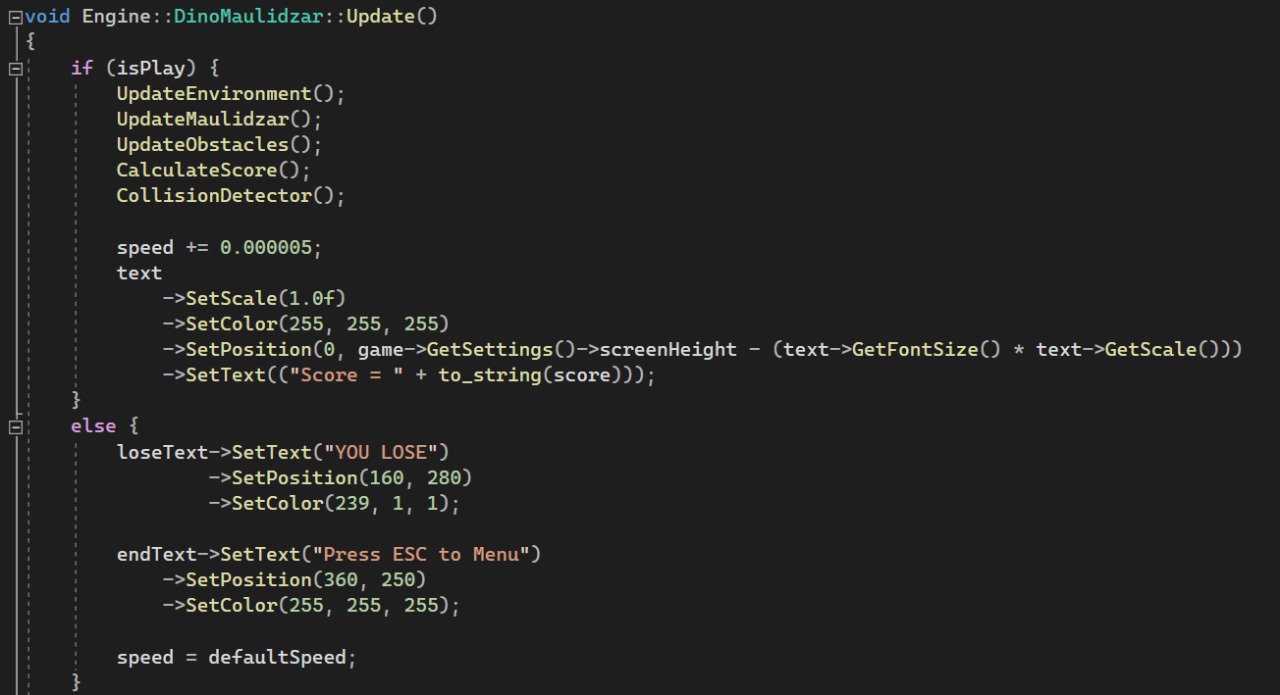 void Engine::DinoMaulidzar::Update()
{
    if (isPlay) {
        UpdateEnvironment();
        UpdateMaulidzar();
        UpdateObstacles();
        CalculateScore();
        CollisionDetector();

        speed += 0.000005;
        text
            ->SetScale(1.0f)
            ->SetColor(255, 255, 255)
            ->SetPosition(0, game->GetSettings()->screenHeight - (text->GetFontSize() * text->GetScale()))
            ->SetText(("Score = " + to_string(score)));
    }
    else {
        loseText->SetText("YOU LOSE")
                ->SetPosition(160, 280)
                ->SetColor(239, 1, 1);

        endText->SetText("Press ESC to Menu")
            ->SetPosition(360, 250)
            ->SetColor(255, 255, 255);

        speed = defaultSpeed;
    }